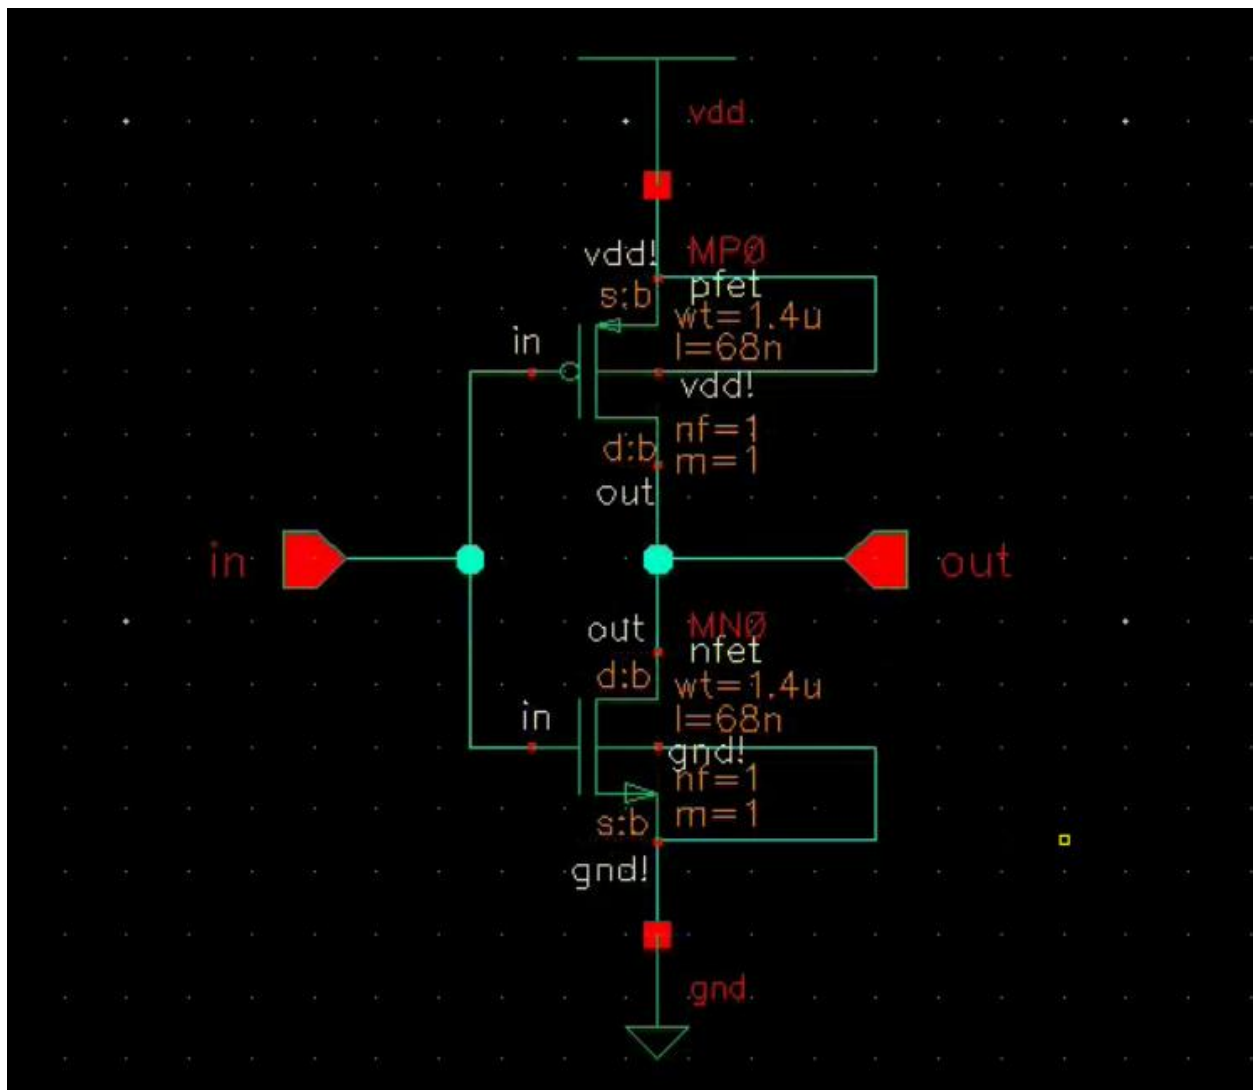 vdd
vdd!
MP0
pfet
s:b
wt=1.4u
l=68n
in
vdd!
nf=1
d:b
m=1
out
in
out
out
MN0
nfet
d:b
wt=1.4u
l=68n
in
gnd!
nf=1
m=1
s:b
gnd!
gnd